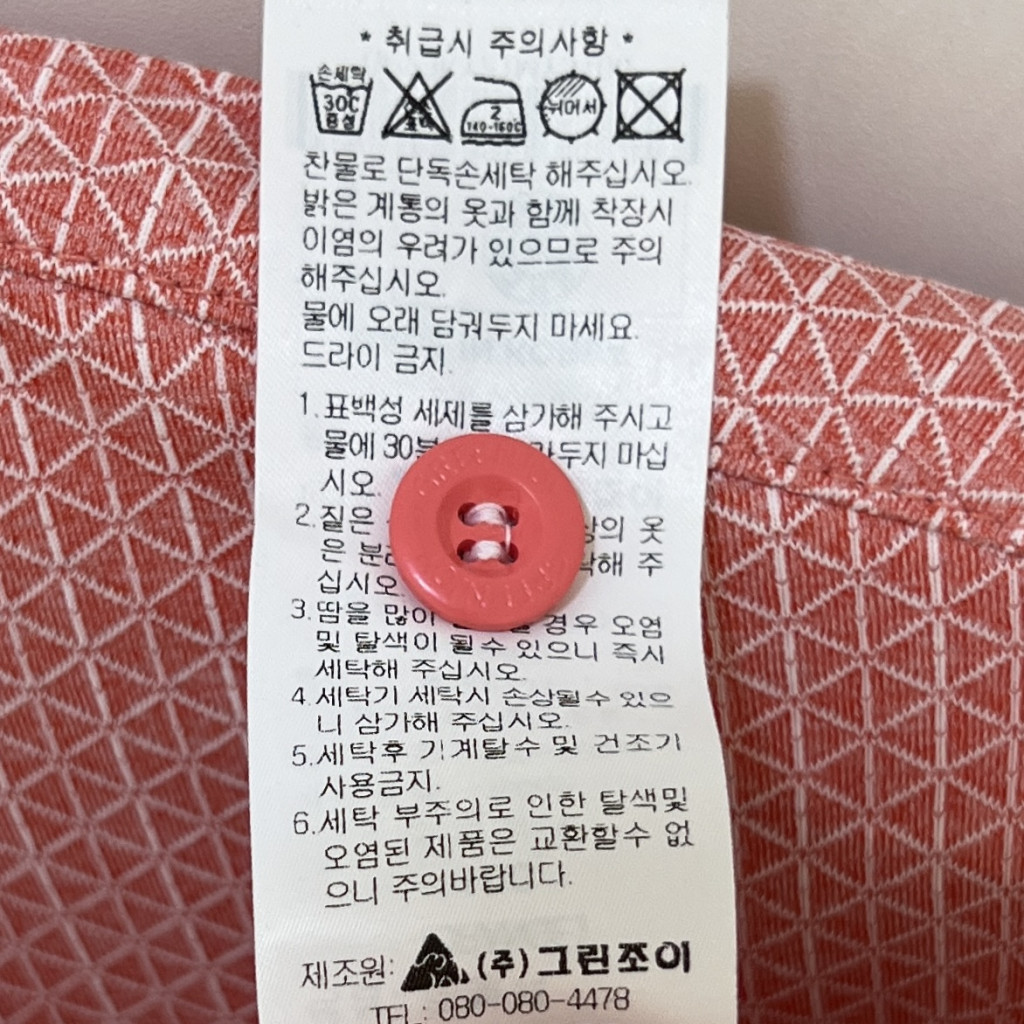 * 취급시 주의사항 *
손세탁
30C
중성
2
140-160℃
찬물로 단독손세탁 해주십시오.
밝은 계통의 옷과 함께 착장시
이염의 우려가 있으므로 주의
해주십시오.
물에 오래 담궈두지 마세요.
드라이 금지.
1.표백성 세제를 삼가해 주시고
물에 마십
시오.
2.짙은 옷
은 주
십시오.
3.땀을 많이 경우 오염
및 탈색이 될수 있으니 즉시
세탁해 주십시오.
4.세탁기 세탁시 손상될수 있으
니 삼가해 주십시오.
5.세탁후 기계탈수 및 건조기
사용금지.
6.세탁 부주의로 인한 탈색및
오염된 제품은 교환할수 없
으니 주의바랍니다.
제조원: (주)그린조이
TEL: 080-080-4478